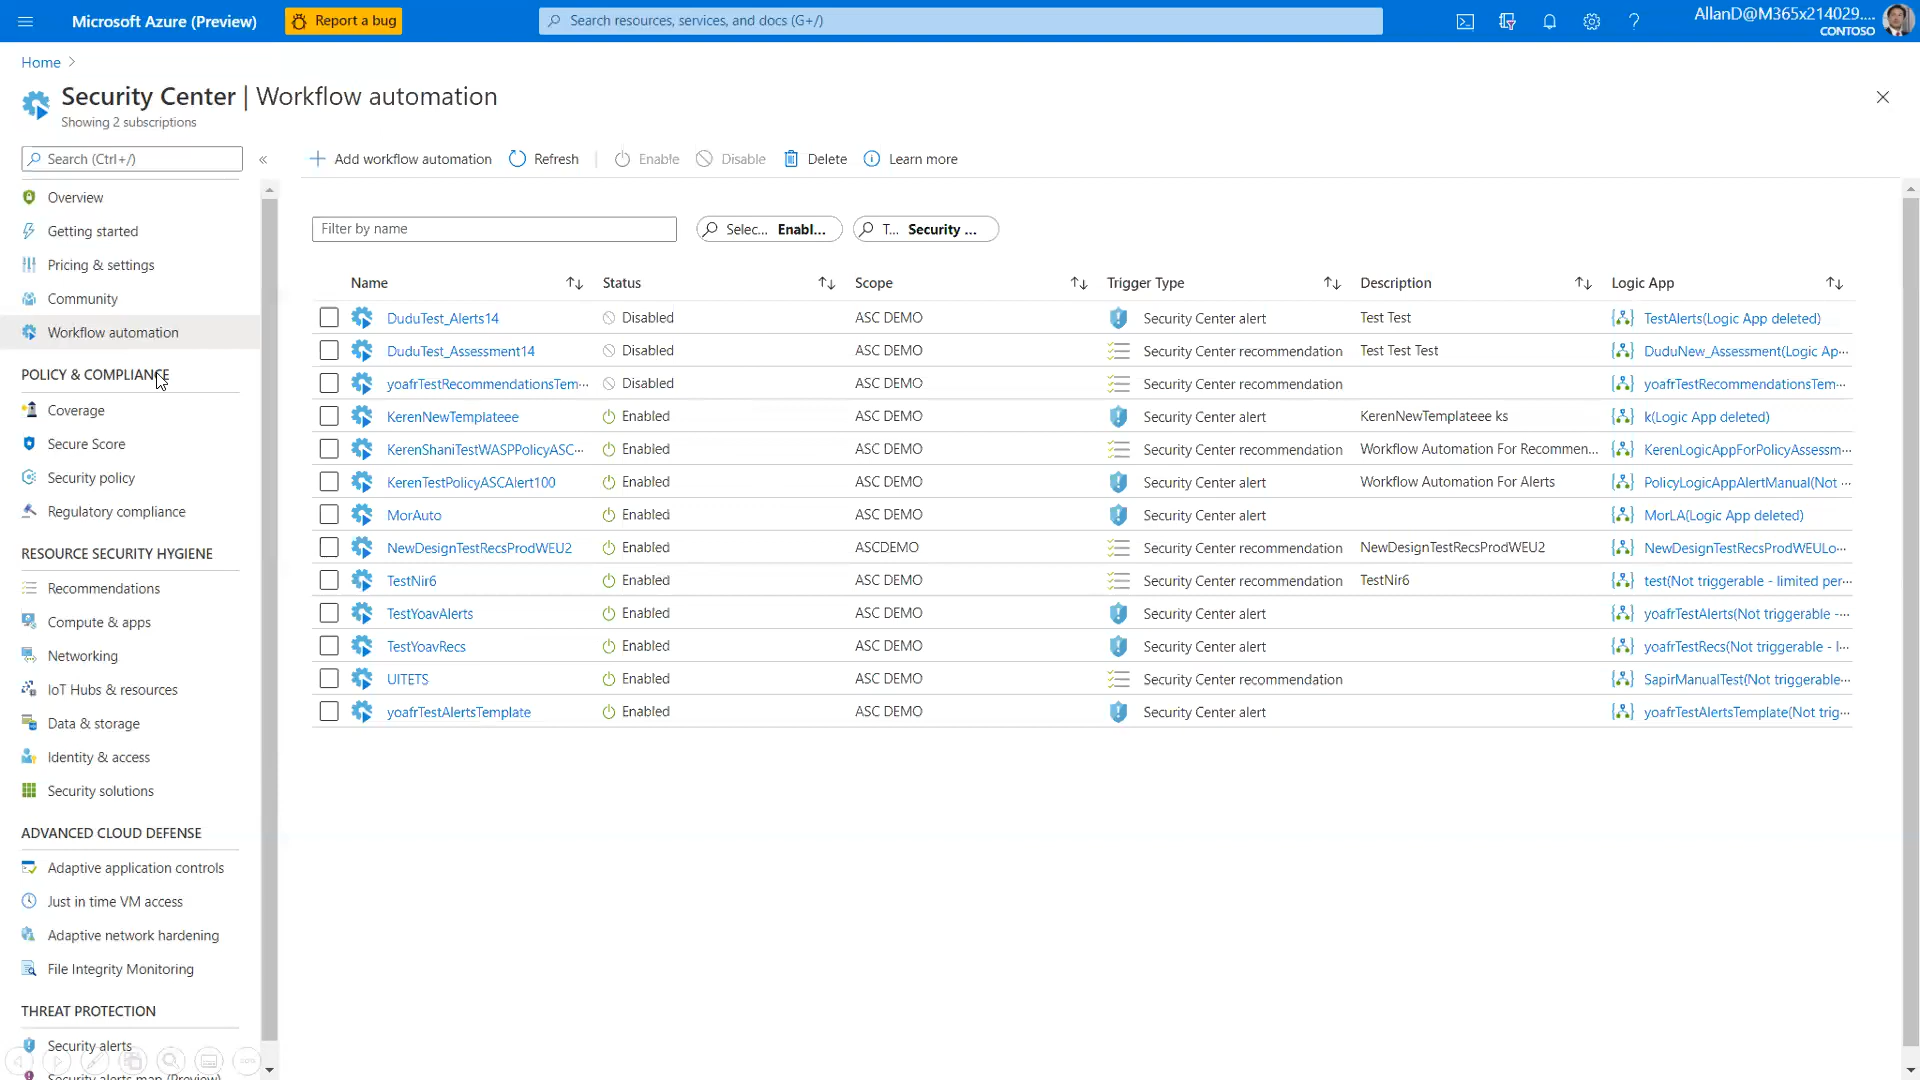 Microsoft Azure (Preview)
Report a bug
Search resources, services, and docs (G+/)
AllanD@M365x214029....
CONTOSO
Home
Security Center | Workflow automation
Showing 2 subscriptions
Search (Ctrl+/)
Add workflow automation
Refresh
Enable
Disable
Delete
Learn more
Overview
Getting started
Pricing & settings
Community
Workflow automation
POLICY & COMPLIANCE
Coverage
Secure Score
Security policy
Regulatory compliance
RESOURCE SECURITY HYGIENE
Recommendations
Compute & apps
Networking
IoT Hubs & resources
Data & storage
Identity & access
Security solutions
ADVANCED CLOUD DEFENSE
Adaptive application controls
Just in time VM access
Adaptive network hardening
File Integrity Monitoring
THREAT PROTECTION
Security alerts
Security alerts map (Preview)
Filter by name
Selec... Enabl...
T... Security ...
Name Status Scope Trigger Type Description Logic App
DuduTest_Alerts14 Disabled ASC DEMO Security Center alert Test Test TestAlerts(Logic App deleted)
DuduTest_Assessment14 Disabled ASC DEMO Security Center recommendation Test Test Test DuduNew_Assessment(Logic Ap...
yoafrTestRecommendationsTem... Disabled ASC DEMO Security Center recommendation yoafrTestRecommendationsTem...
KerenNewTemplateee Enabled ASC DEMO Security Center alert KerenNewTemplateee ks k(Logic App deleted)
KerenShaniTestWASPPolicyASC... Enabled ASC DEMO Security Center recommendation Workflow Automation For Recommen... KerenLogicAppForPolicyAssessm...
KerenTestPolicyASCAlert100 Enabled ASC DEMO Security Center alert Workflow Automation For Alerts PolicyLogicAppAlertManual(Not ...
MorAuto Enabled ASC DEMO Security Center alert MorLA(Logic App deleted)
NewDesignTestRecsProdWEU2 Enabled ASCDEMO Security Center recommendation NewDesignTestRecsProdWEU2 NewDesignTestRecsProdWEULo...
TestNir6 Enabled ASC DEMO Security Center recommendation TestNir6 test(Not triggerable - limited per...
TestYoavAlerts Enabled ASC DEMO Security Center alert yoafrTestAlerts(Not triggerable -...
TestYoavRecs Enabled ASC DEMO Security Center alert yoafrTestRecs(Not triggerable - l...
UITETS Enabled ASC DEMO Security Center recommendation SapirManualTest(Not triggerable...
yoafrTestAlertsTemplate Enabled ASC DEMO Security Center alert yoafrTestAlertsTemplate(Not trig...